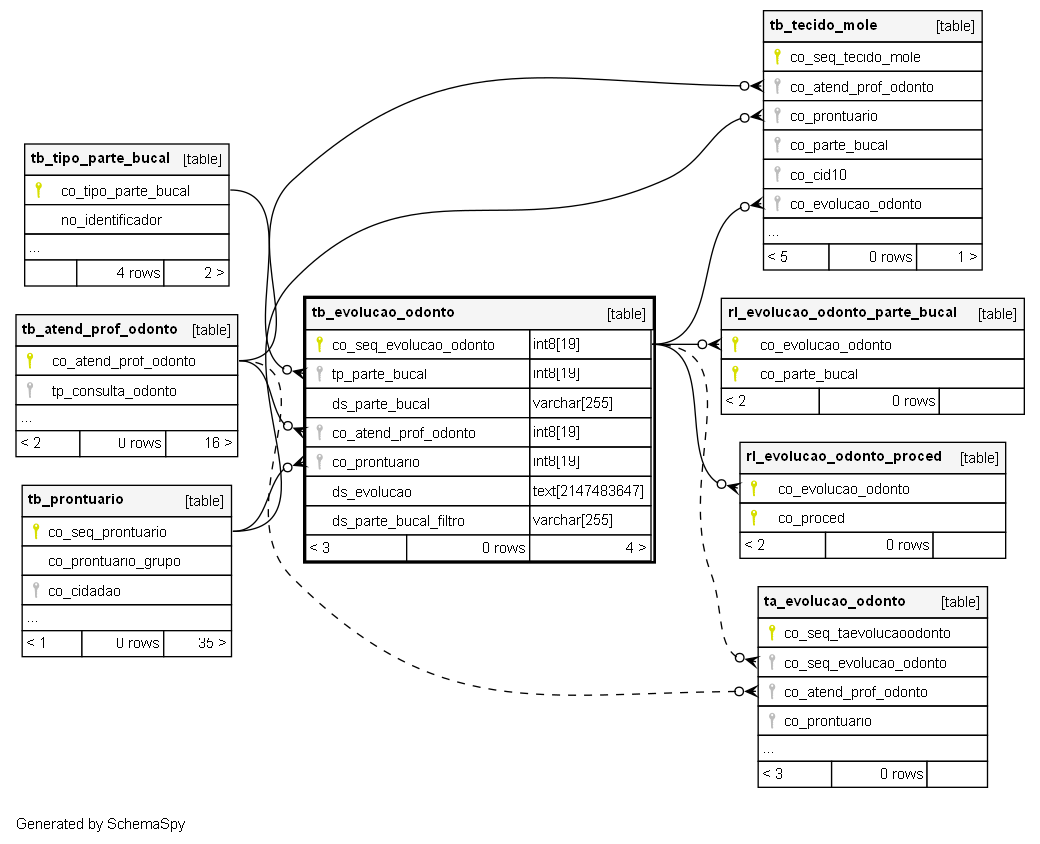 tb_tipo_parte_bucal [table]
co_tipo_parte_bucal
no_identificador
...
4 rows 2 >
tb_atend_prof_odonto [table]
co_atend_prof_odonto
tp_consulta_odonto
...
< 2 0 rows 16 >
tb_prontuario [table]
co_seq_prontuario
co_prontuario_grupo
co_cidadao
...
< 1 0 rows 35 >
tb_evolucao_odonto [table]
co_seq_evolucao_odonto int8[19]
tp_parte_bucal int8[19]
ds_parte_bucal varchar[255]
co_atend_prof_odonto int8[19]
co_prontuario int8[19]
ds_evolucao text[2147483647]
ds_parte_bucal_filtro varchar[255]
< 3 0 rows 4 >
tb_tecido_mole [table]
co_seq_tecido_mole
co_atend_prof_odonto
co_prontuario
co_parte_bucal
co_cid10
co_evolucao_odonto
...
< 5 0 rows 1 >
rl_evolucao_odonto_parte_bucal [table]
co_evolucao_odonto
co_parte_bucal
< 2 0 rows
rl_evolucao_odonto_proced [table]
co_evolucao_odonto
co_proced
< 2 0 rows
ta_evolucao_odonto [table]
co_seq_taevolucaoodonto
co_seq_evolucao_odonto
co_atend_prof_odonto
co_prontuario
...
< 3 0 rows
Generated by SchemaSpy